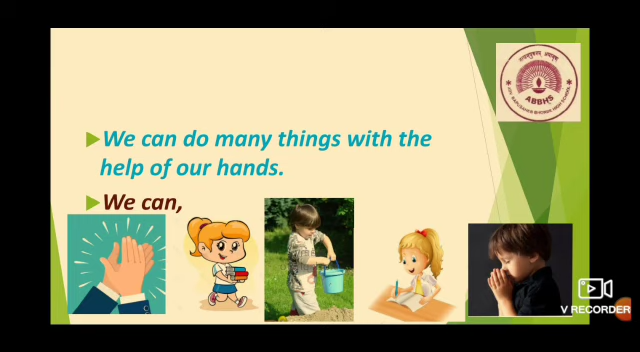 ABBHS
We can do many things with the
help of our hands.
We can,
V RECORDER